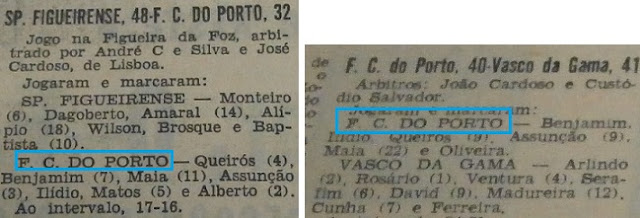 SP. FIGUEIRENSE, 48-F. C. DO PORTO, 32
Jogo na Figueira da Foz, arbi-
trado por André C e Silva e José
Cardoso, de Lisboa.
Jogaram e marcaram:
SP. FIGUEIRENSE — Monteiro
(6), Dagoberto, Amaral (14), Alí-
pio (18), Wilson, Brosque e Bap-
tista (10).
F. C. DO PORTO — Queirós (4),
Benjamim (7), Maia (11), Assunção
(3), Ilídio, Matos (5) e Alberto (2).
Ao intervalo, 17-16.
F. C. do Porto, 40-Vasco da Gama, 41
Arbitros: João Cardoso e Custó-
dio Salvador.
Jogaram e marcaram:
F. C. DO PORTO — Benjamim.
Ilídio Queirós (9), Assunção (9),
Maia (22) e Oliveira.
VASCO DA GAMA — Arlindo
(2), Rosário (1), Ventura (4), Sera-
fim (6), David (9), Madureira (12),
Cunha (7) e Ferreira.